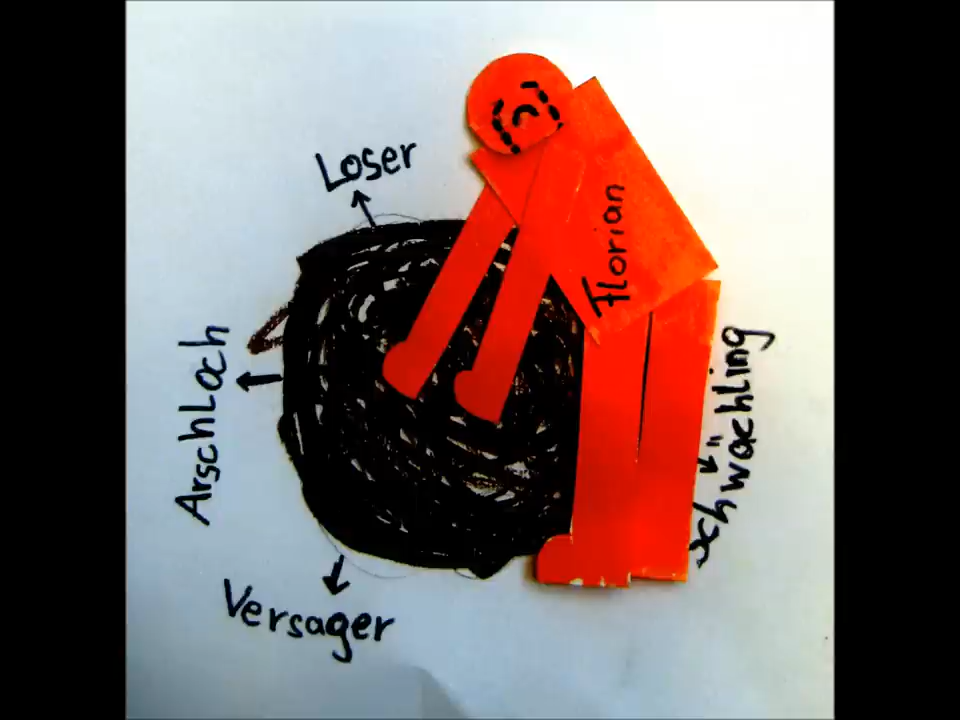 Loser
Florian
Arschloch
Schwächling
Versager